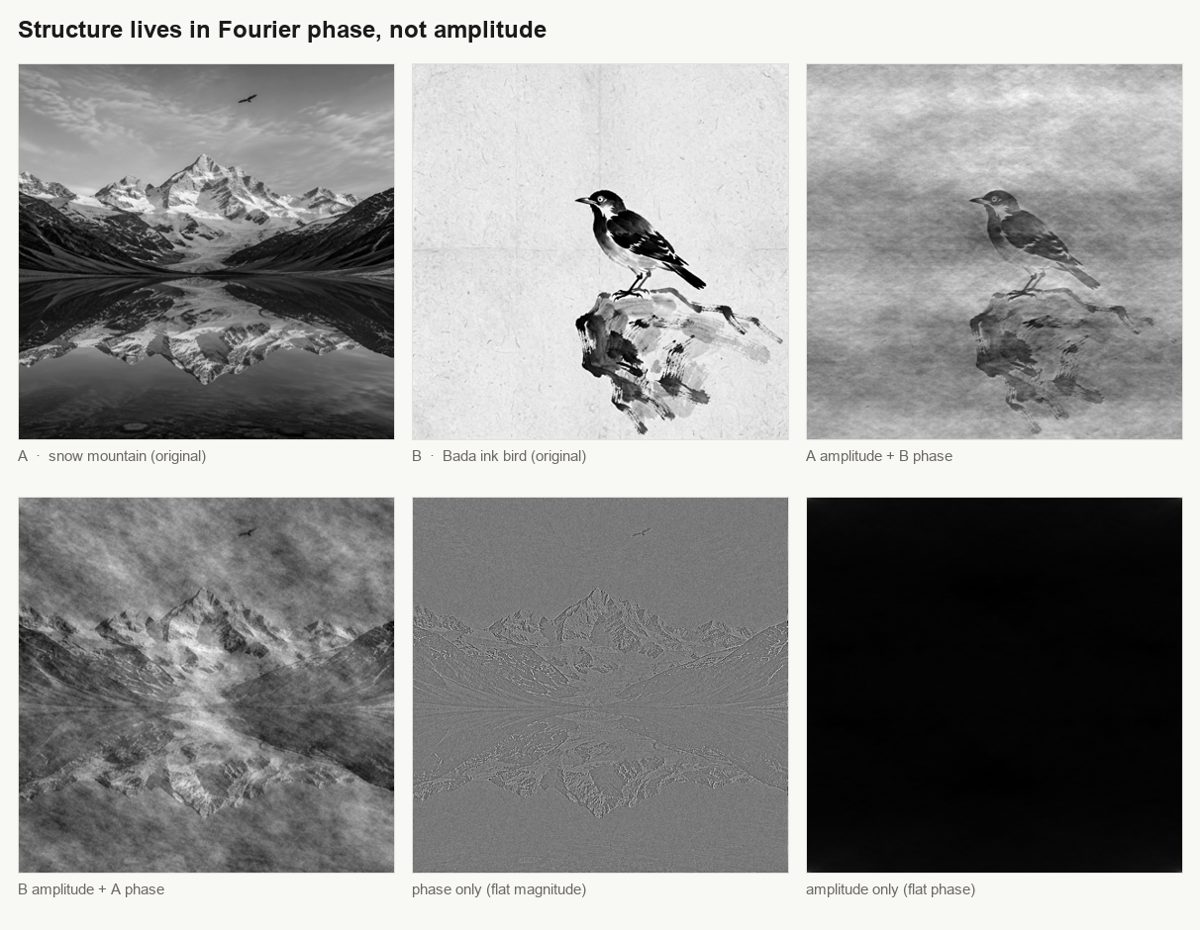 Structure lives in Fourier phase, not amplitude
A · snow mountain (original)
B · Bada ink bird (original)
A amplitude + B phase
B amplitude + A phase
phase only (flat magnitude)
amplitude only (flat phase)